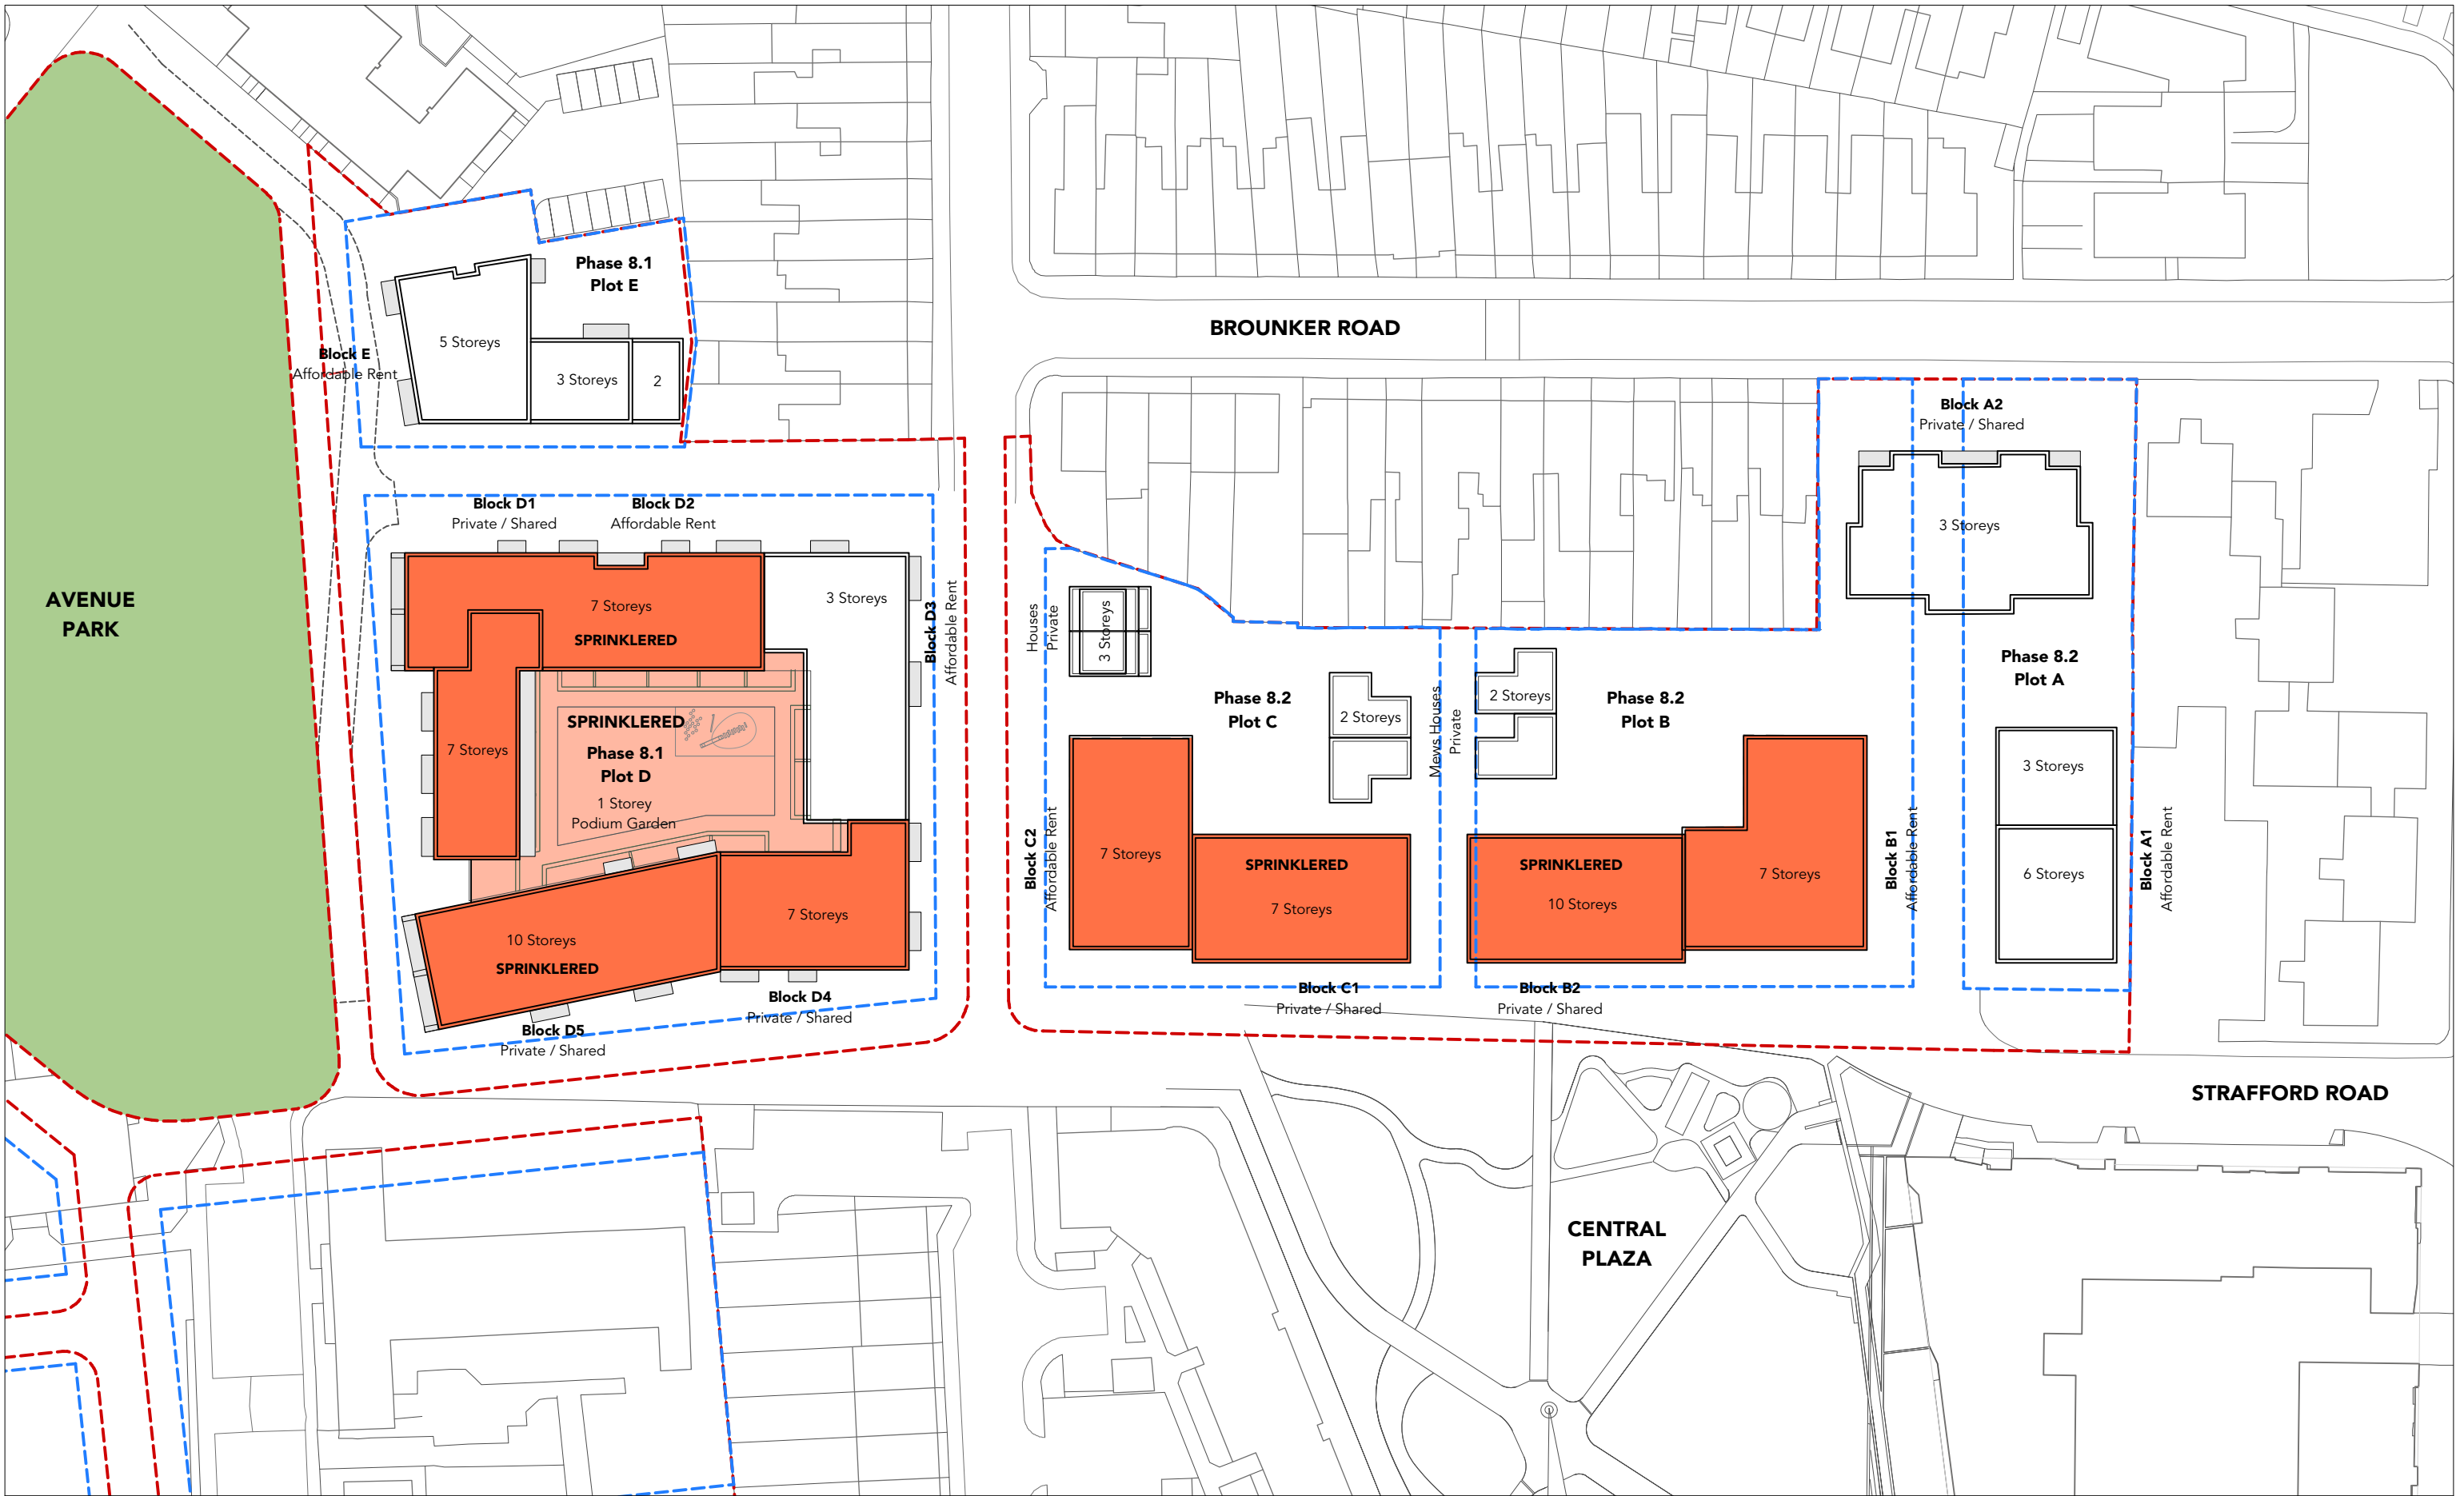 Phase 8.1
Plot E
5 Storeys
3 Storeys
2
Block E
Affordable Rent
BROUNKER ROAD
Block A2
Private / Shared
3 Storeys
Block D1
Private / Shared
Block D2
Affordable Rent
AVENUE
PARK
7 Storeys
SPRINKLERED
3 Storeys
Block D3
Affordable Rent
7 Storeys
SPRINKLERED
Phase 8.1
Plot D
1 Storey
Podium Garden
10 Storeys
SPRINKLERED
7 Storeys
Block D4
Private / Shared
Block D5
Private / Shared
Houses
Private
3 Storeys
Phase 8.2
Plot C
2 Storeys
Mews Houses
Private
2 Storeys
Phase 8.2
Plot B
Phase 8.2
Plot A
Block C2
Affordable Rent
7 Storeys
SPRINKLERED
7 Storeys
SPRINKLERED
10 Storeys
7 Storeys
Block B1
Affordable Rent
3 Storeys
6 Storeys
Block A1
Affordable Rent
Block C1
Private / Shared
Block B2
Private / Shared
STRAFFORD ROAD
CENTRAL
PLAZA